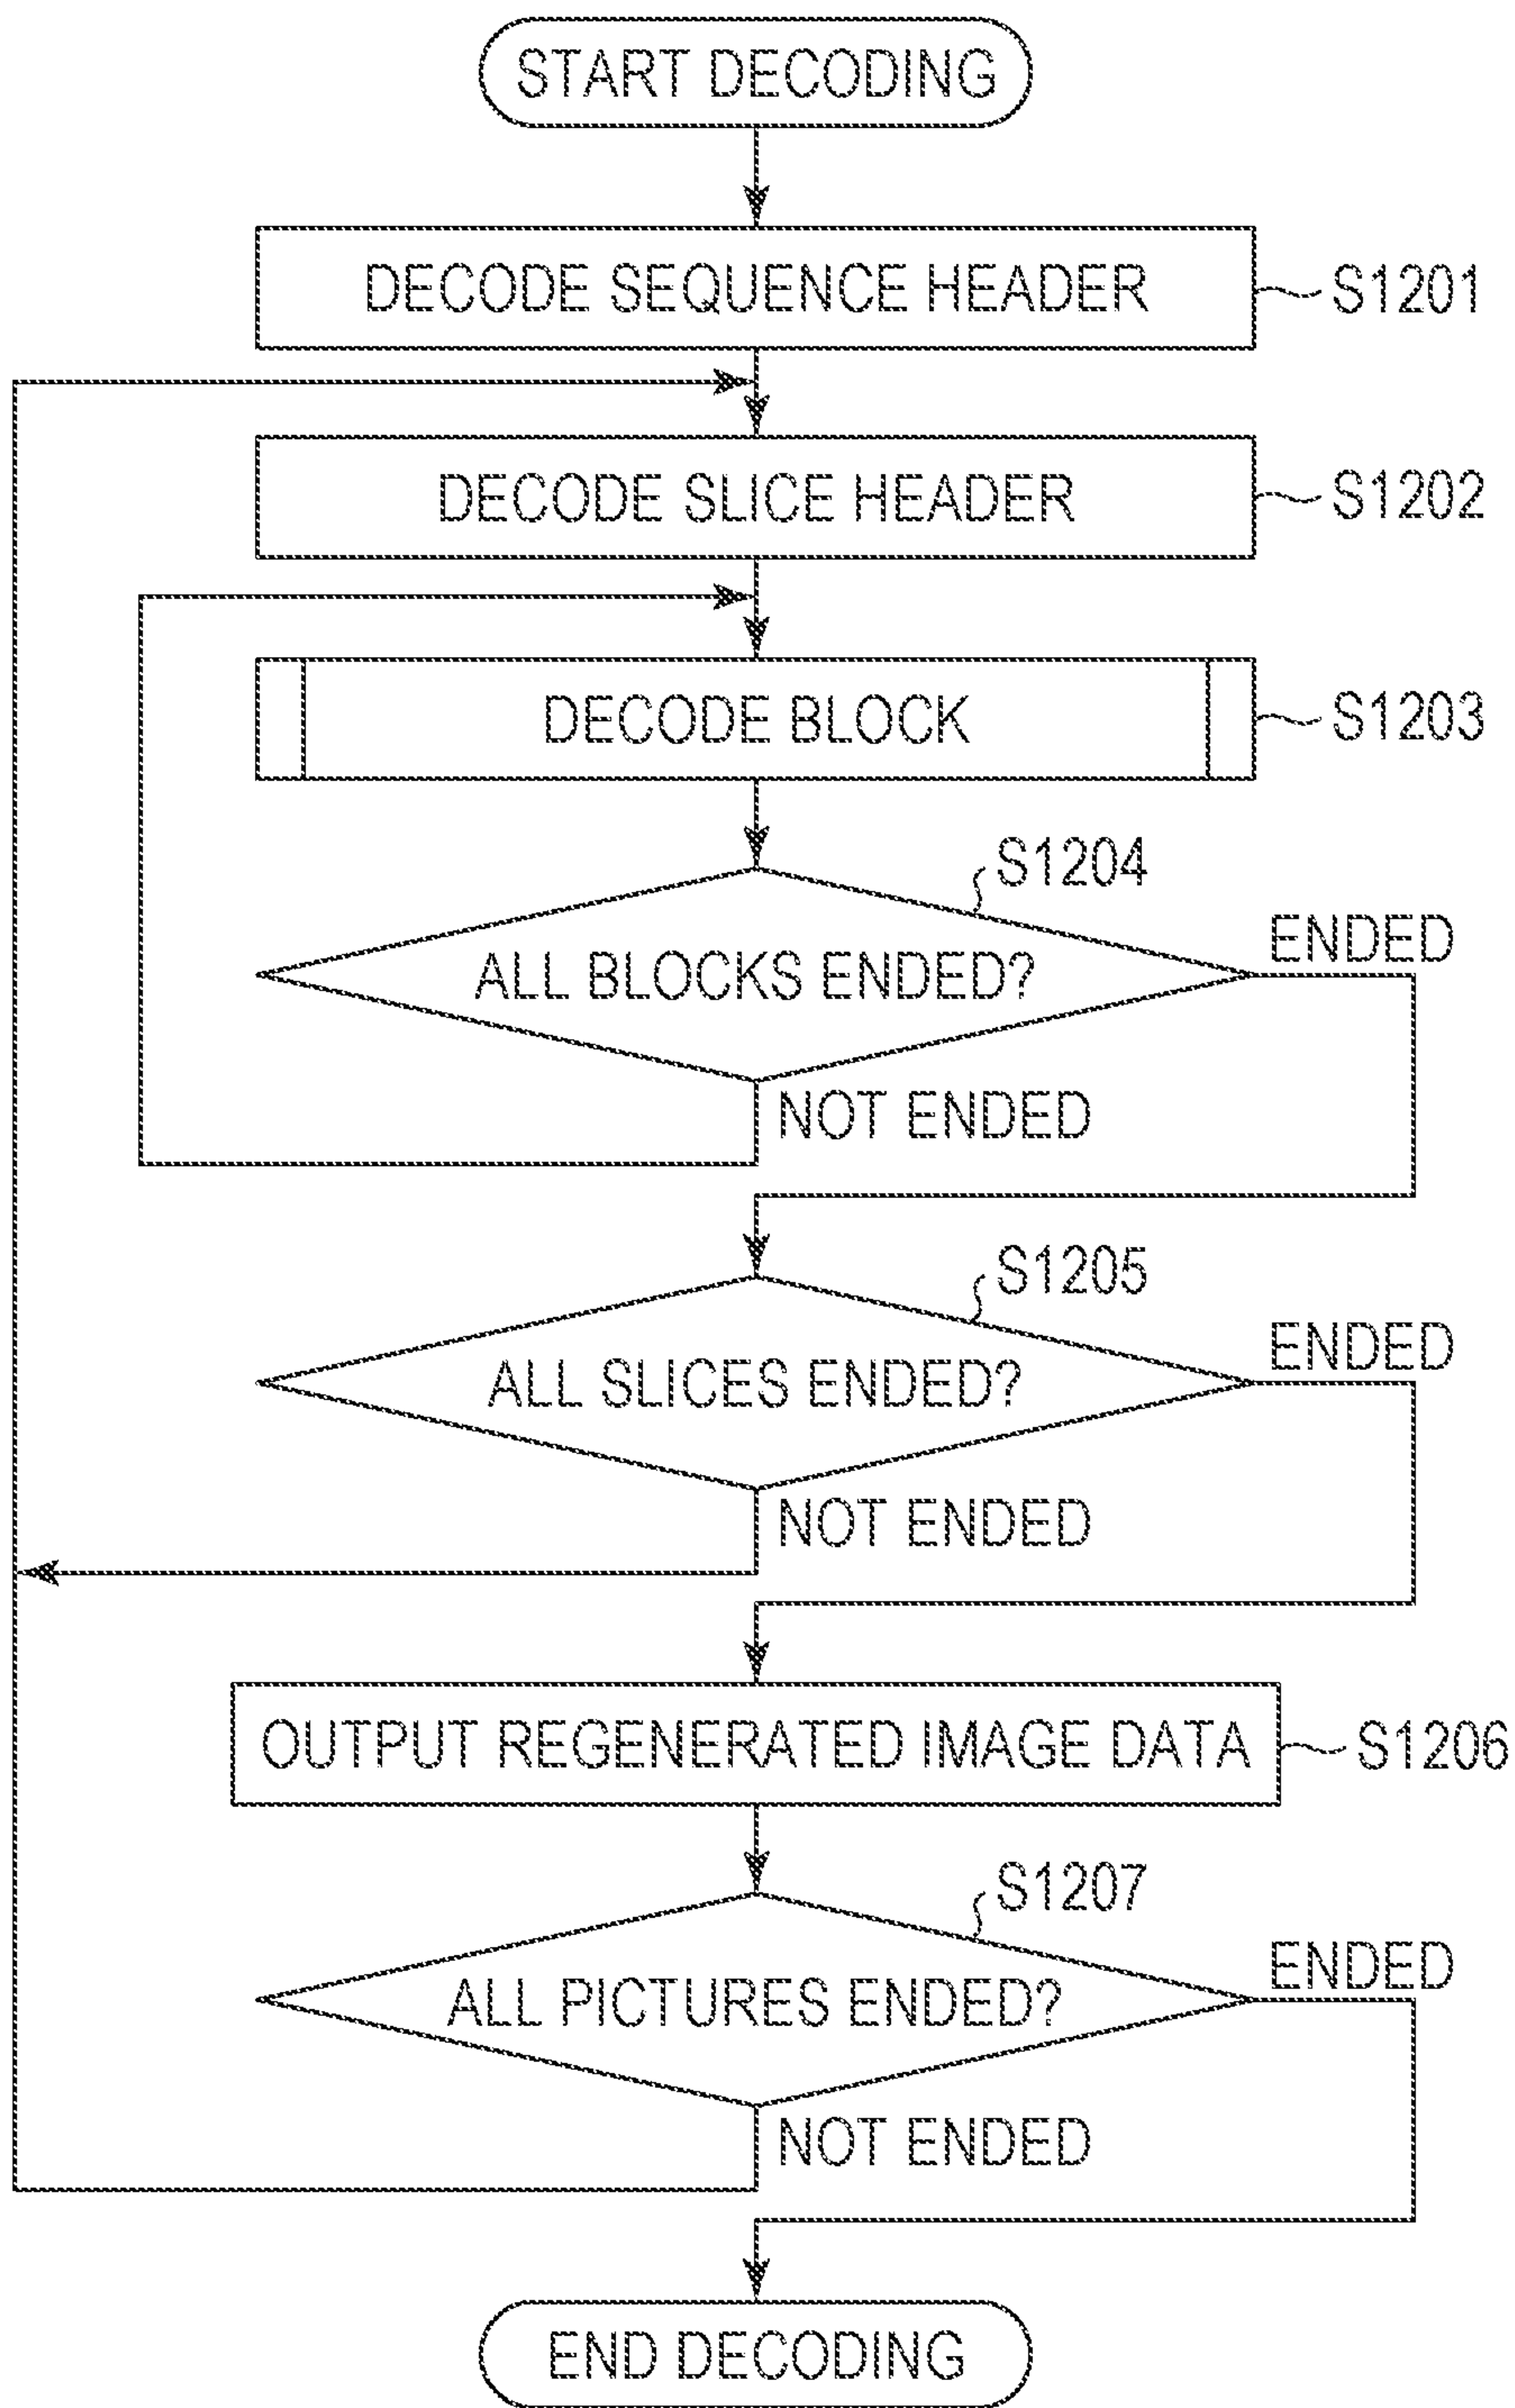 START DECODING
DECODE SEQUENCE HEADER
S1201
DECODE SLICE HEADER
S1202
DECODE BLOCK
S1203
S1204
ENDED
ALL BLOCKS ENDED?
NOT ENDED
S1205
ENDED
ALL SLICES ENDED?
NOT ENDED
OUTPUT REGENERATED IMAGE DATA
S1206
S1207
ENDED
ALL PICTURES ENDED?
NOT ENDED
END DECODING